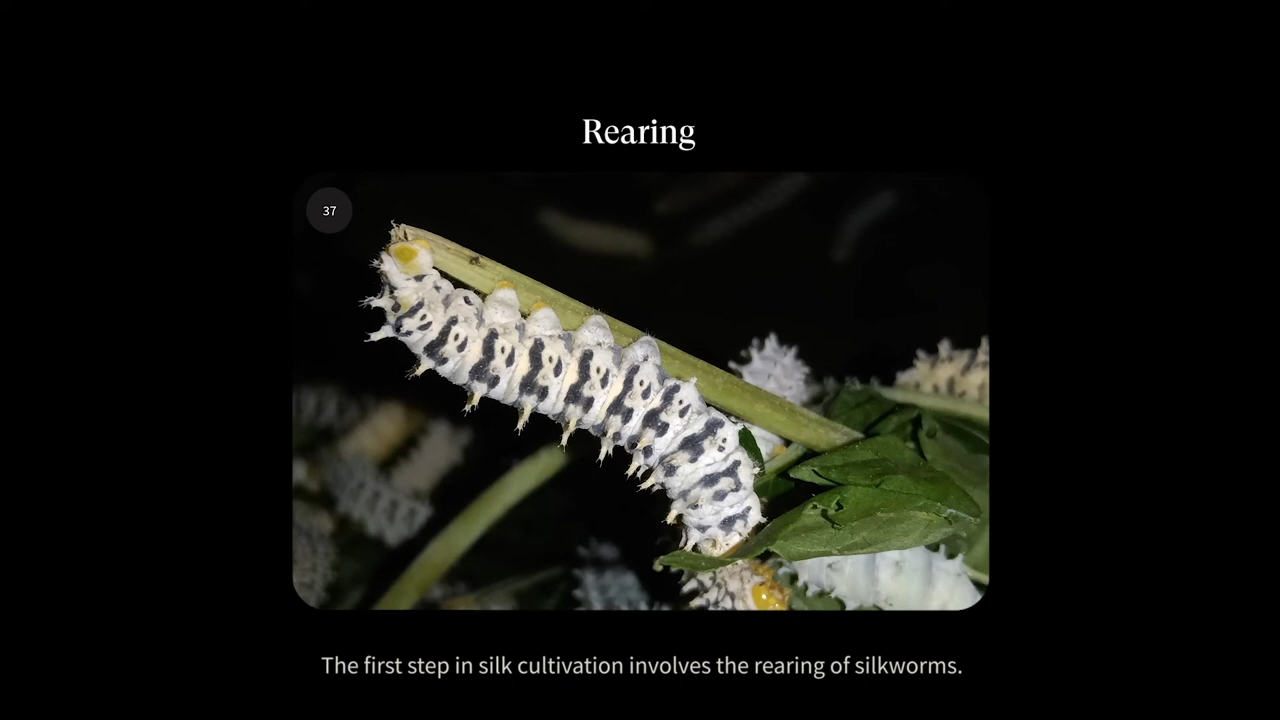 Rearing
37
The first step in silk cultivation involves the rearing of silkworms.